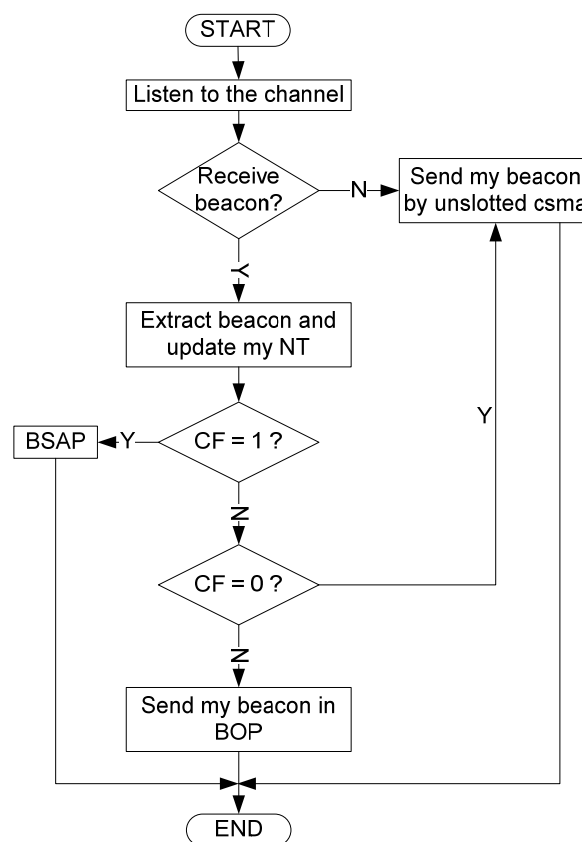 START
Listen to the channel
Receive
beacon?
N
Send my beacon
by unslotted csma
Y
Extract beacon and
update my NT
CF = 1 ?
Y
BSAP
Y
N
CF = 0 ?
N
Send my beacon in
BOP
END